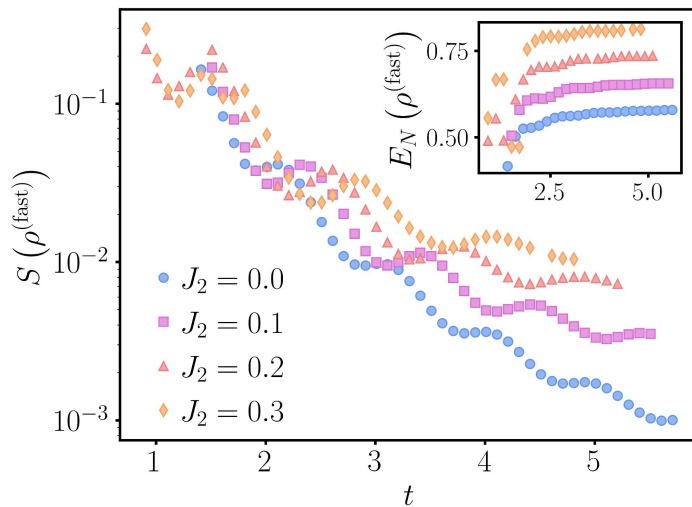 S (ρ^(fast))
10^−1
10^−2
10^−3
1 2 3 4 5
t
J_2 = 0.0
J_2 = 0.1
J_2 = 0.2
J_2 = 0.3
E_N (ρ^(fast))
0.75
0.50
2.5 5.0